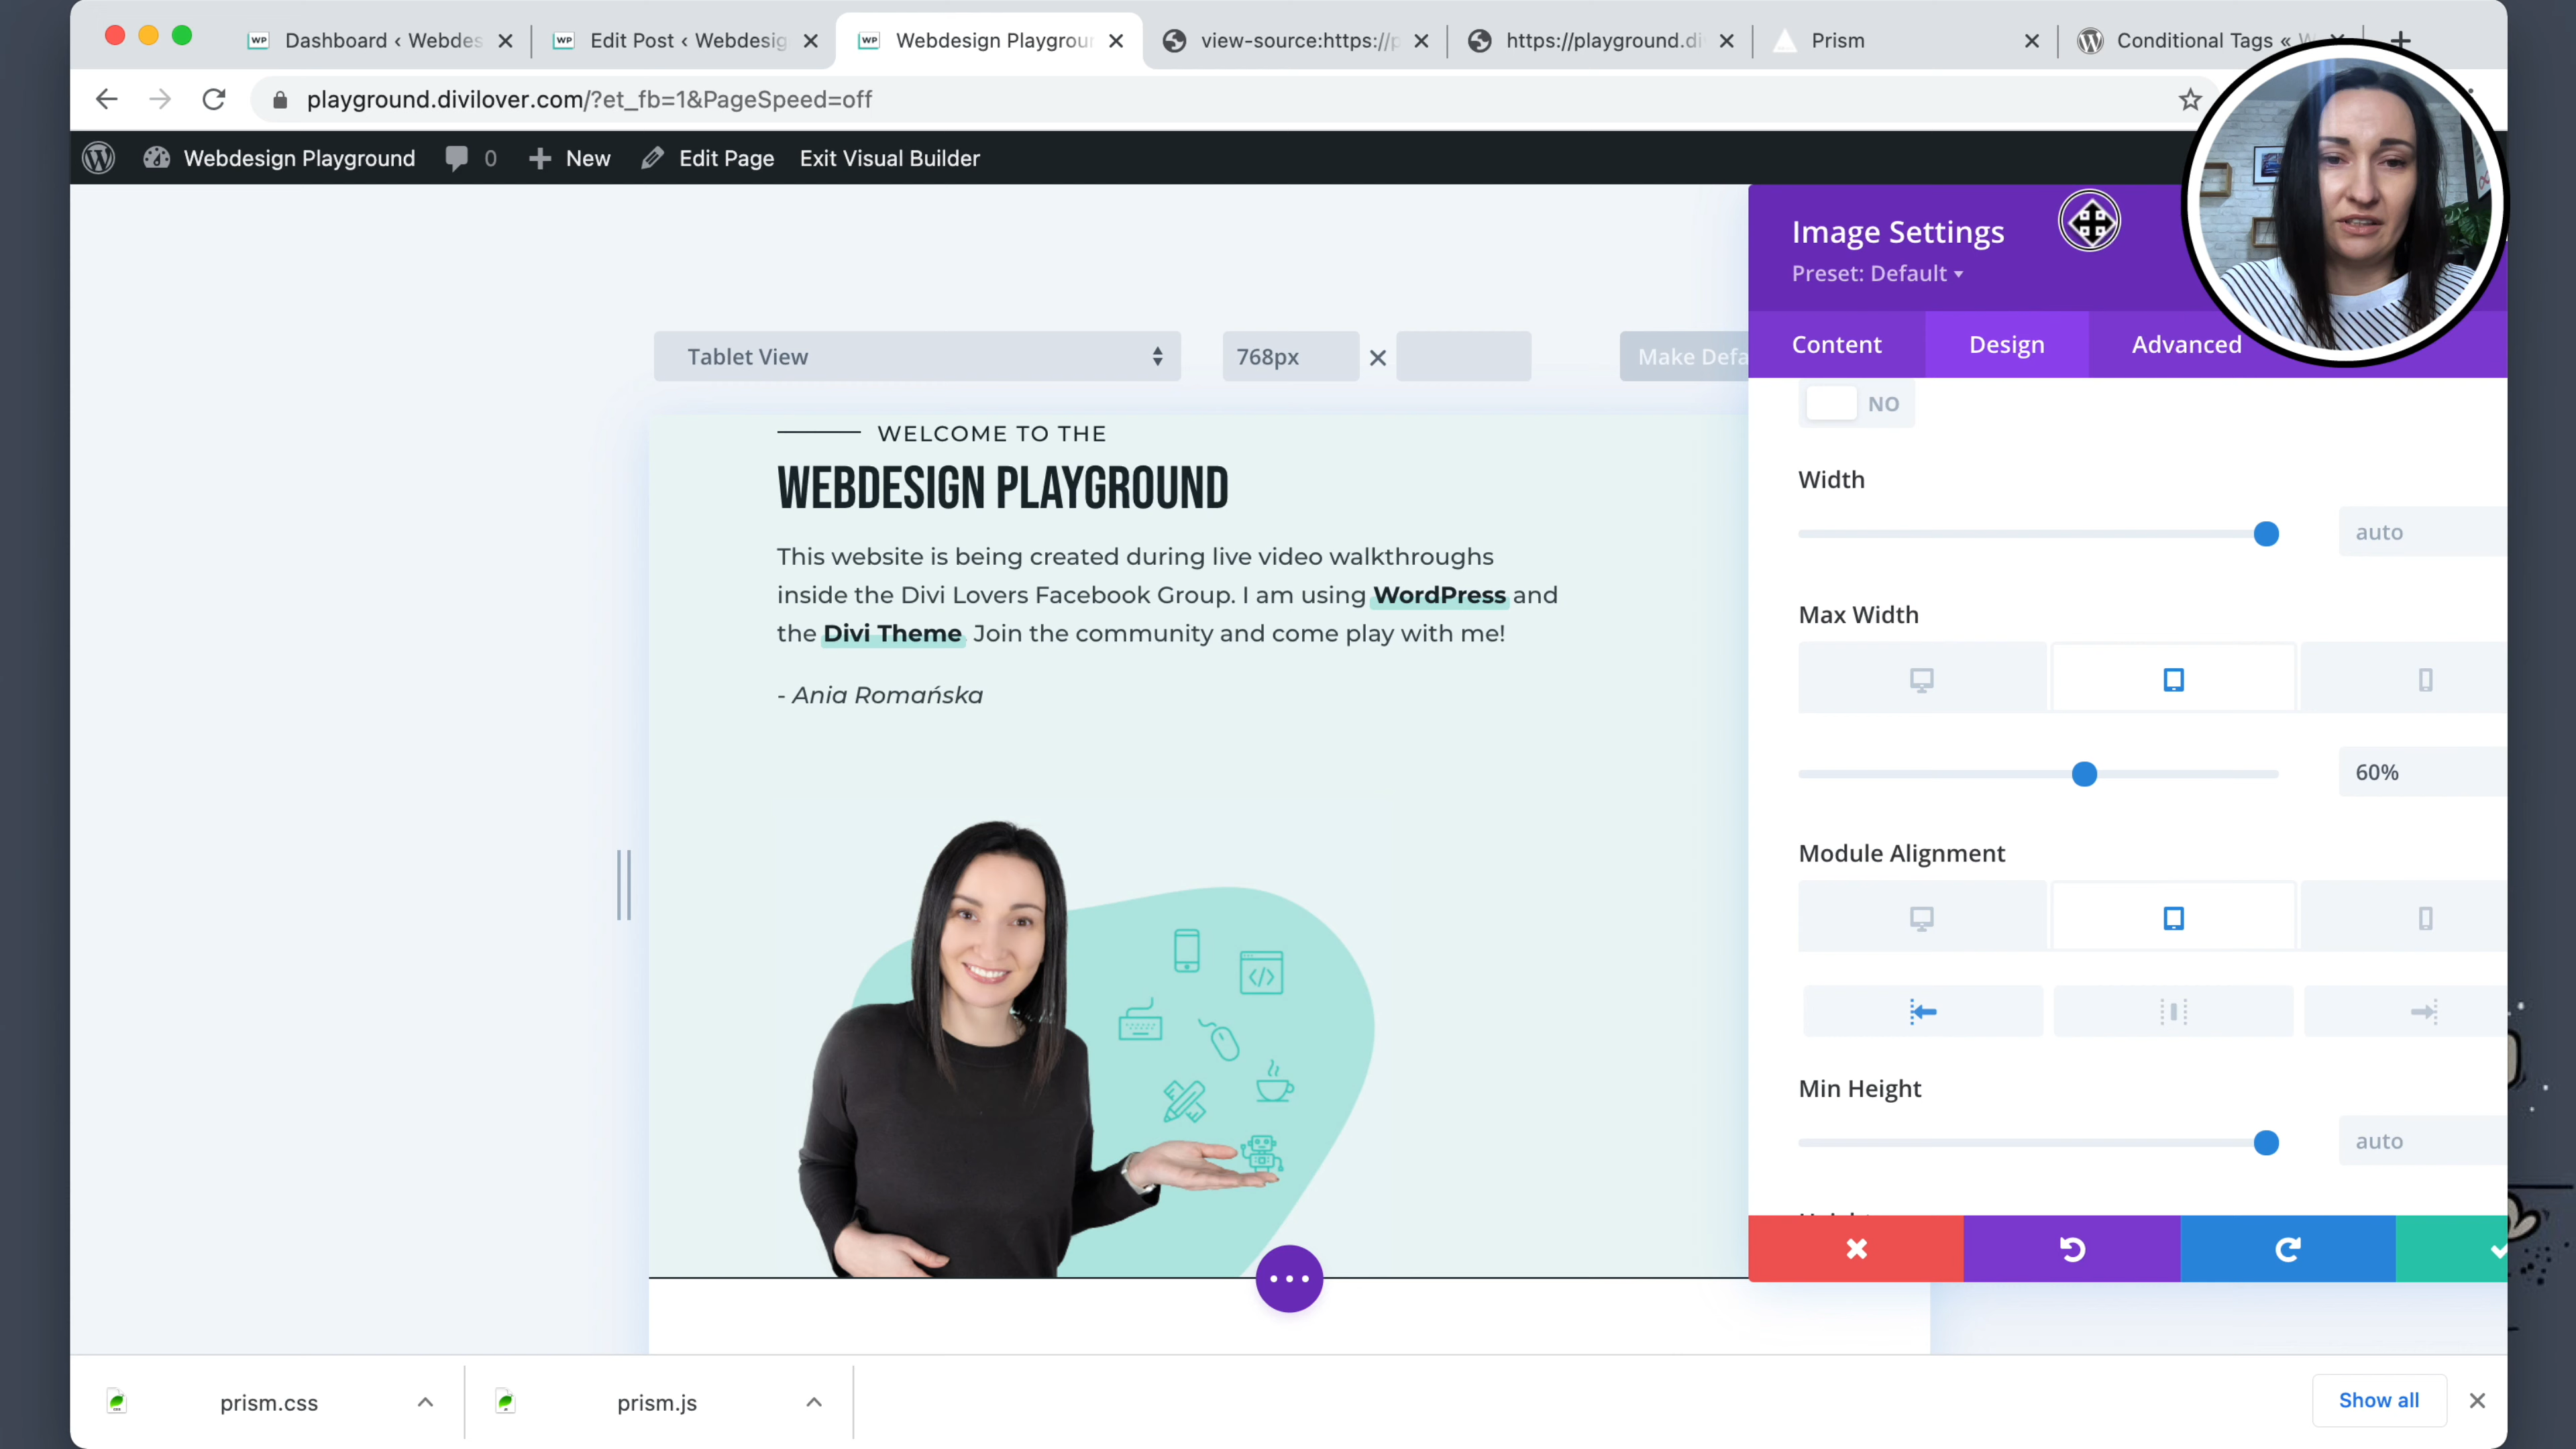 Dashboard ‹ Webdes
Edit Post ‹ Webdesig
Webdesign Playgroun
view-source:https://p
https://playground.di
Prism
Conditional Tags «
playground.divilover.com/?et_fb=1&PageSpeed=off
Webdesign Playground
0
New
Edit Page
Exit Visual Builder
Image Settings
Preset: Default
Content
Design
Advanced
Tablet View
768px
Make Defa
NO
WELCOME TO THE
WEBDESIGN PLAYGROUND
This website is being created during live video walkthroughs
inside the Divi Lovers Facebook Group. I am using WordPress and
the Divi Theme. Join the community and come play with me!
- Ania Romańska
Width
auto
Max Width
60%
Module Alignment
Min Height
auto
prism.css
prism.js
Show all